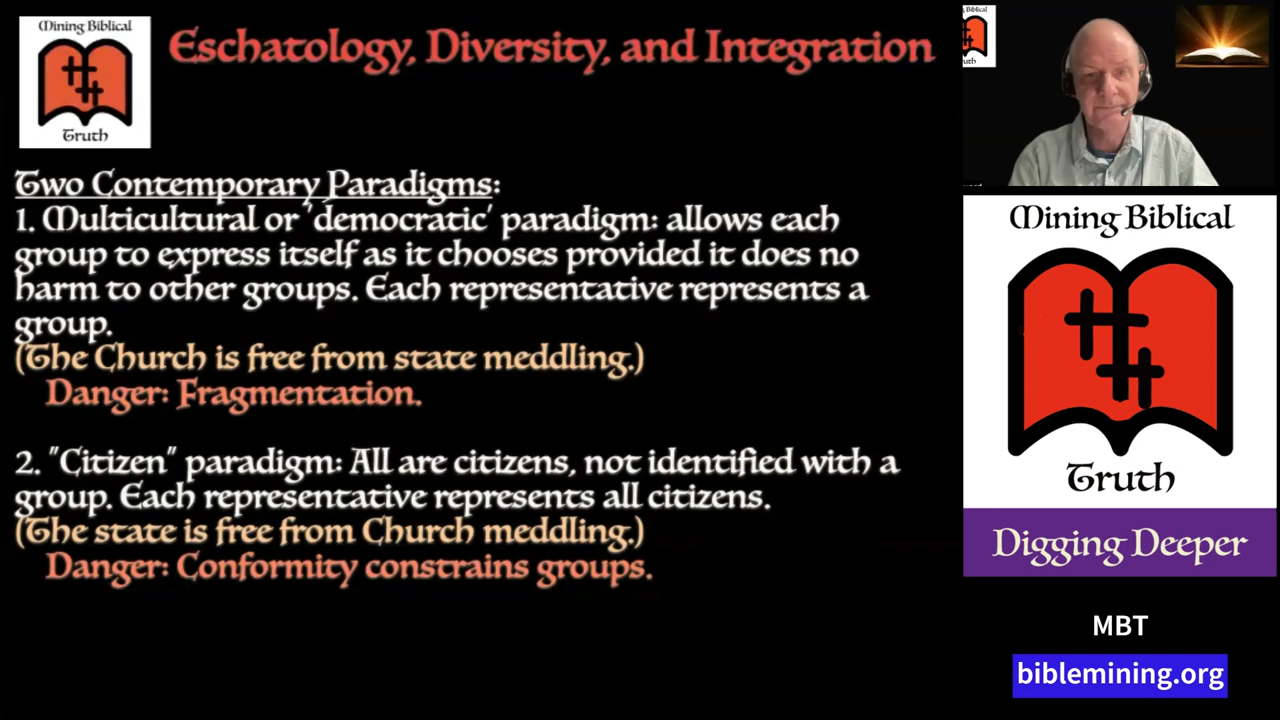 Mining Biblical
Truth
Eschatology, Diversity, and Integration
Two Contemporary Paradigms:
1. Multicultural or 'democratic' paradigm: allows each
group to express itself as it chooses provided it does no
harm to other groups. Each representative represents a
group.
(The Church is free from state meddling.)
Danger: Fragmentation.
2. "Citizen" paradigm: All are citizens, not identified with a
group. Each representative represents all citizens.
(The state is free from Church meddling.)
Danger: Conformity constrains groups.
Mining Biblical
Truth
Digging Deeper
MBT
biblemining.org